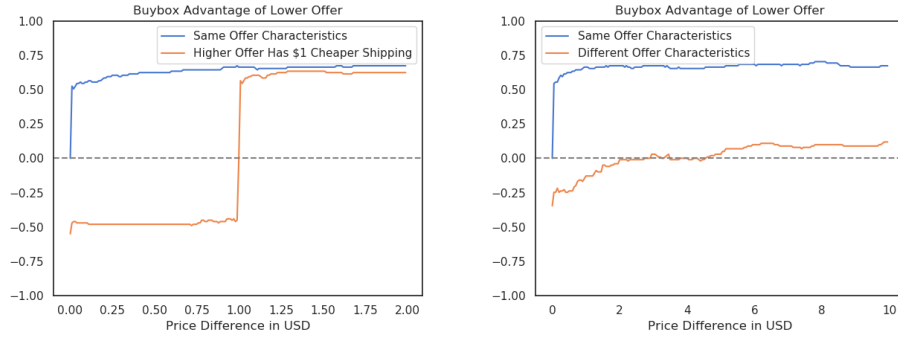 Buybox Advantage of Lower Offer
1.00
0.75
0.50
0.25
0.00
−0.25
−0.50
−0.75
−1.00
Same Offer Characteristics
Higher Offer Has $1 Cheaper Shipping
0.00 0.25 0.50 0.75 1.00 1.25 1.50 1.75 2.00
Price Difference in USD
Buybox Advantage of Lower Offer
1.00
0.75
0.50
0.25
0.00
−0.25
−0.50
−0.75
−1.00
Same Offer Characteristics
Different Offer Characteristics
0 2 4 6 8 10
Price Difference in USD